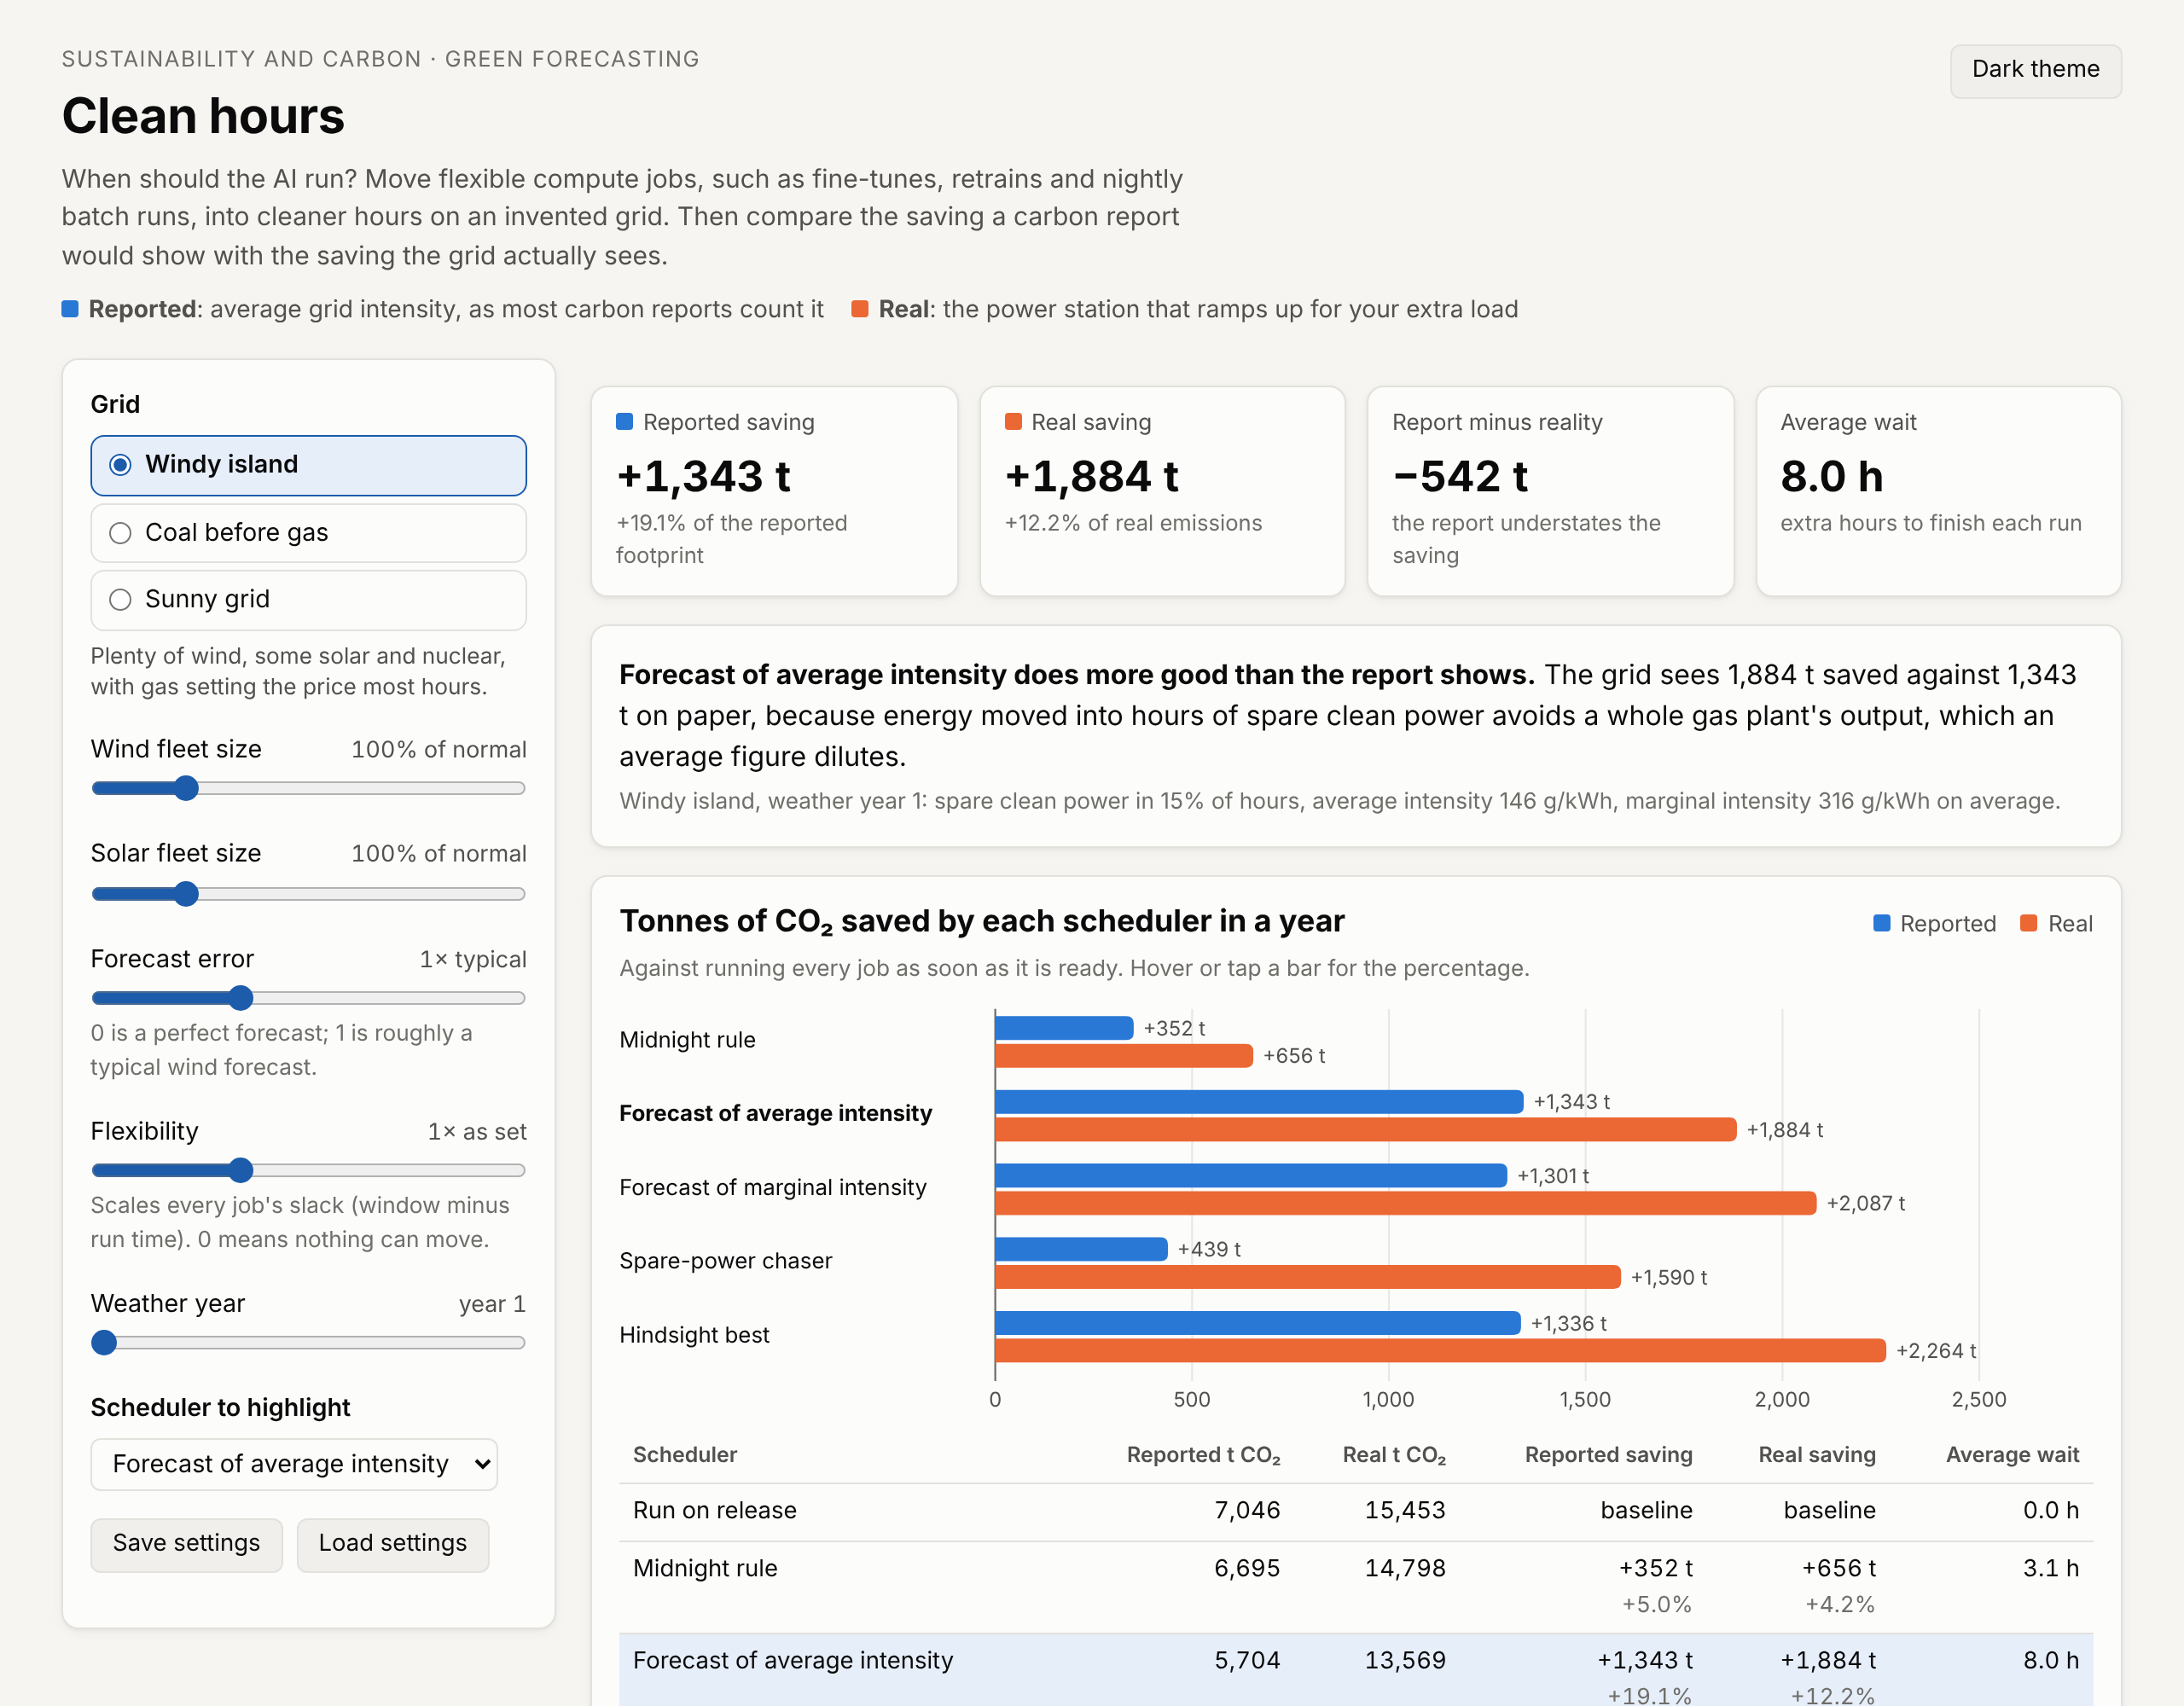 SUSTAINABILITY AND CARBON · GREEN FORECASTING
Dark theme
Clean hours
When should the AI run? Move flexible compute jobs, such as fine-tunes, retrains and nightly
batch runs, into cleaner hours on an invented grid. Then compare the saving a carbon report
would show with the saving the grid actually sees.
Reported: average grid intensity, as most carbon reports count it
Real: the power station that ramps up for your extra load
Grid
Windy island
Coal before gas
Sunny grid
Plenty of wind, some solar and nuclear,
with gas setting the price most hours.
Wind fleet size 100% of normal
Solar fleet size 100% of normal
Forecast error 1× typical
0 is a perfect forecast; 1 is roughly a
typical wind forecast.
Flexibility 1× as set
Scales every job's slack (window minus
run time). 0 means nothing can move.
Weather year year 1
Scheduler to highlight
Forecast of average intensity
Save settings
Load settings
Reported saving
+1,343 t
+19.1% of the reported
footprint
Real saving
+1,884 t
+12.2% of real emissions
Report minus reality
−542 t
the report understates the
saving
Average wait
8.0 h
extra hours to finish each run
Forecast of average intensity does more good than the report shows. The grid sees 1,884 t saved against 1,343
t on paper, because energy moved into hours of spare clean power avoids a whole gas plant's output, which an
average figure dilutes.
Windy island, weather year 1: spare clean power in 15% of hours, average intensity 146 g/kWh, marginal intensity 316 g/kWh on average.
Tonnes of CO₂ saved by each scheduler in a year
Reported Real
Against running every job as soon as it is ready. Hover or tap a bar for the percentage.
Midnight rule
+352 t
+656 t
Forecast of average intensity
+1,343 t
+1,884 t
Forecast of marginal intensity
+1,301 t
+2,087 t
Spare-power chaser
+439 t
+1,590 t
Hindsight best
+1,336 t
+2,264 t
0 500 1,000 1,500 2,000 2,500
Scheduler Reported t CO₂ Real t CO₂ Reported saving Real saving Average wait
Run on release 7,046 15,453 baseline baseline 0.0 h
Midnight rule 6,695 14,798 +352 t +656 t 3.1 h
+5.0% +4.2%
Forecast of average intensity 5,704 13,569 +1,343 t +1,884 t 8.0 h
+19.1% +12.2%